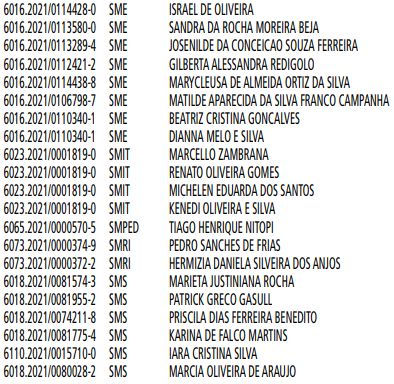 6016.2021/0114428-0 SME ISRAEL DE OLIVEIRA
6016.2021/0113580-0 SME SANDRA DA ROCHA MOREIRA BEJA
6016.2021/0113289-4 SME JOSENILDE DA CONCEICAO SOUZA FERREIRA
6016.2021/0112421-2 SME GILBERTA ALESSANDRA REDIGOLO
6016.2021/0114438-8 SME MARYCLEUSA DE ALMEIDA ORTIZ DA SILVA
6016.2021/0106798-7 SME MATILDE APARECIDA DA SILVA FRANCO CAMPANHA
6016.2021/0110340-1 SME BEATRIZ CRISTINA GONCALVES
6016.2021/0110340-1 SME DIANNA MELO E SILVA
6023.2021/0001819-0 SMIT MARCELLO ZAMBRANA
6023.2021/0001819-0 SMIT RENATO OLIVEIRA GOMES
6023.2021/0001819-0 SMIT MICHELEN EDUARDA DOS SANTOS
6023.2021/0001819-0 SMIT KENEDI OLIVEIRA E SILVA
6065.2021/0000570-5 SMPED TIAGO HENRIQUE NITOPI
6073.2021/0000374-9 SMRI PEDRO SANCHES DE FRIAS
6073.2021/0000372-2 SMRI HERMIZIA DANIELA SILVEIRA DOS ANJOS
6018.2021/0081574-3 SMS MARIETA JUSTINIANA ROCHA
6018.2021/0081955-2 SMS PATRICK GRECO GASULL
6018.2021/0074211-8 SMS PRISCILA DIAS FERREIRA BENEDITO
6018.2021/0081775-4 SMS KARINA DE FALCO MARTINS
6110.2021/0015710-0 SMS IARA CRISTINA SILVA
6018.2021/0080028-2 SMS MARCIA OLIVEIRA DE ARAUJO